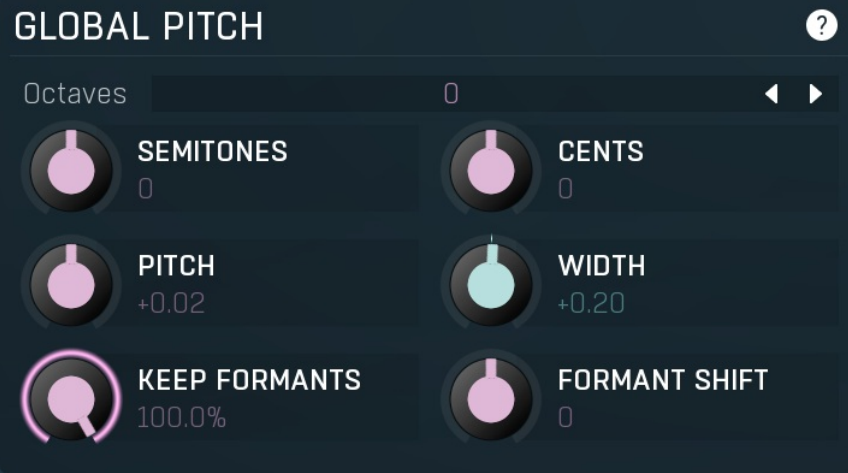 GLOBAL PITCH
?
Octaves 0
SEMITONES
0
CENTS
0
PITCH
+0.02
WIDTH
+0.20
KEEP FORMANTS
100.0%
FORMANT SHIFT
0